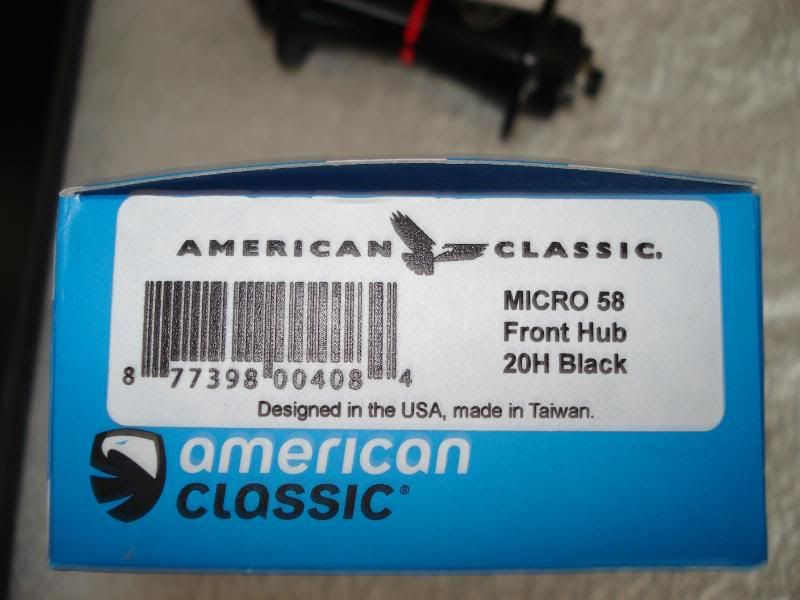 AMERICAN CLASSIC.
MICRO 58
Front Hub
20H Black
8 77398 00408 4
Designed in the USA, made in Taiwan.
american
CLASSIC®